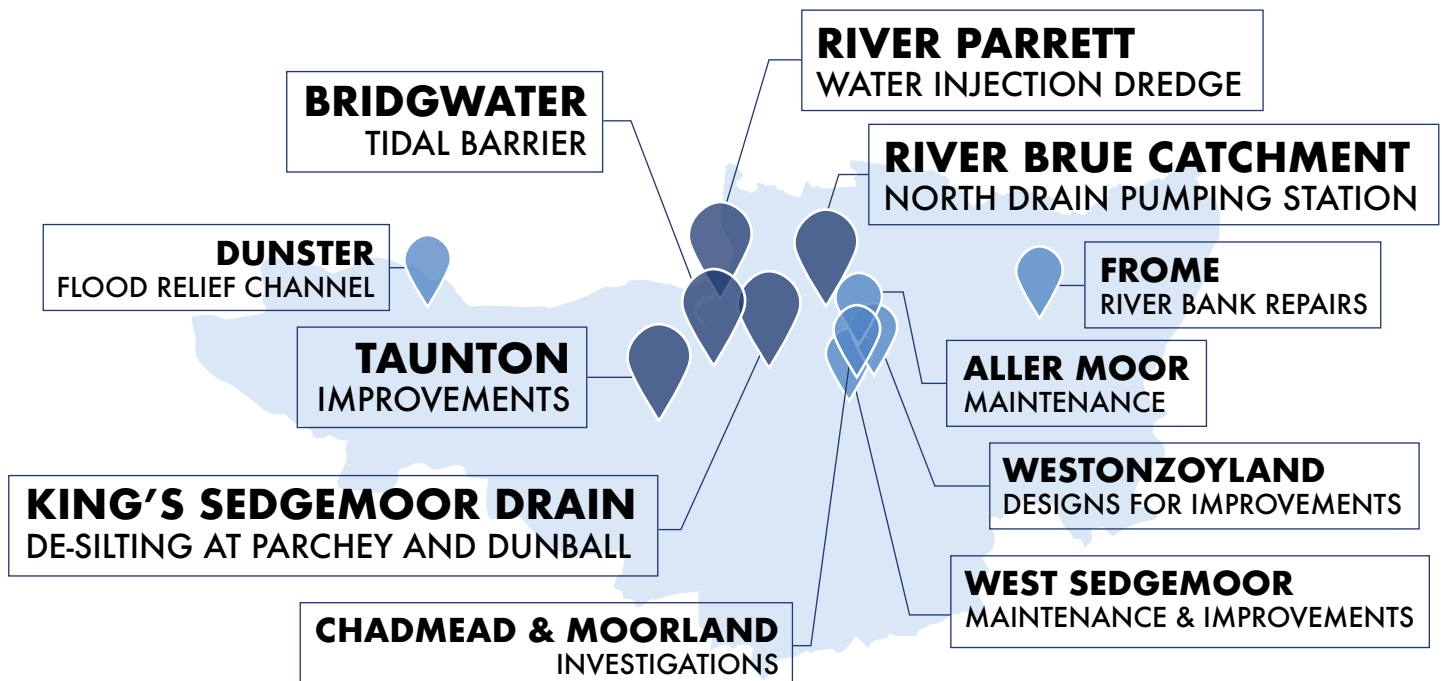 RIVER PARRETT
WATER INJECTION DREDGE
BRIDGWATER
TIDAL BARRIER
RIVER BRUE CATCHMENT
NORTH DRAIN PUMPING STATION
DUNSTER
FLOOD RELIEF CHANNEL
FROME
RIVER BANK REPAIRS
TAUNTON
IMPROVEMENTS
ALLER MOOR
MAINTENANCE
KING’S SEDGEMOOR DRAIN
DE-SILTING AT PARCHEY AND DUNBALL
WESTONZOYLAND
DESIGNS FOR IMPROVEMENTS
WEST SEDGEMOOR
MAINTENANCE & IMPROVEMENTS
CHADMEAD & MOORLAND
INVESTIGATIONS